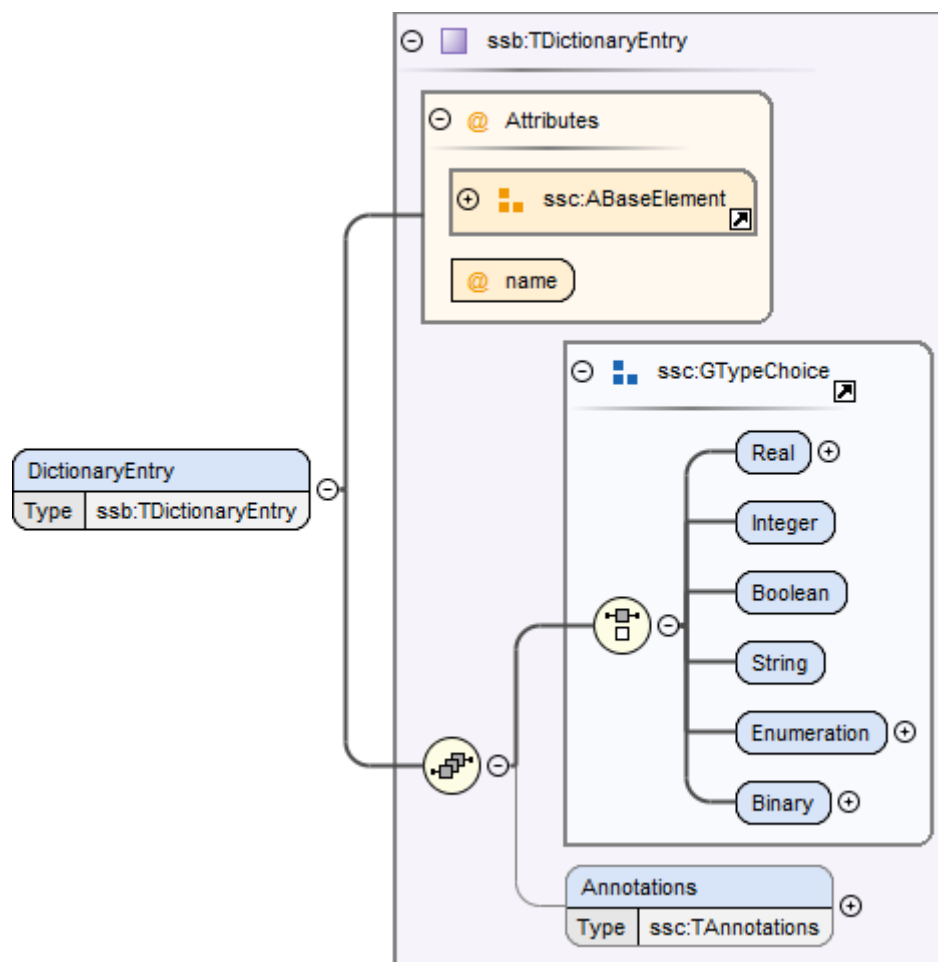 ssb:TDictionaryEntry
@ Attributes
ssc:ABaseElement
@ name
ssc:GTypeChoice
Real
DictionaryEntry
Type ssb:TDictionaryEntry
Integer
Boolean
String
Enumeration
Binary
Annotations
Type ssc:TAnnotations